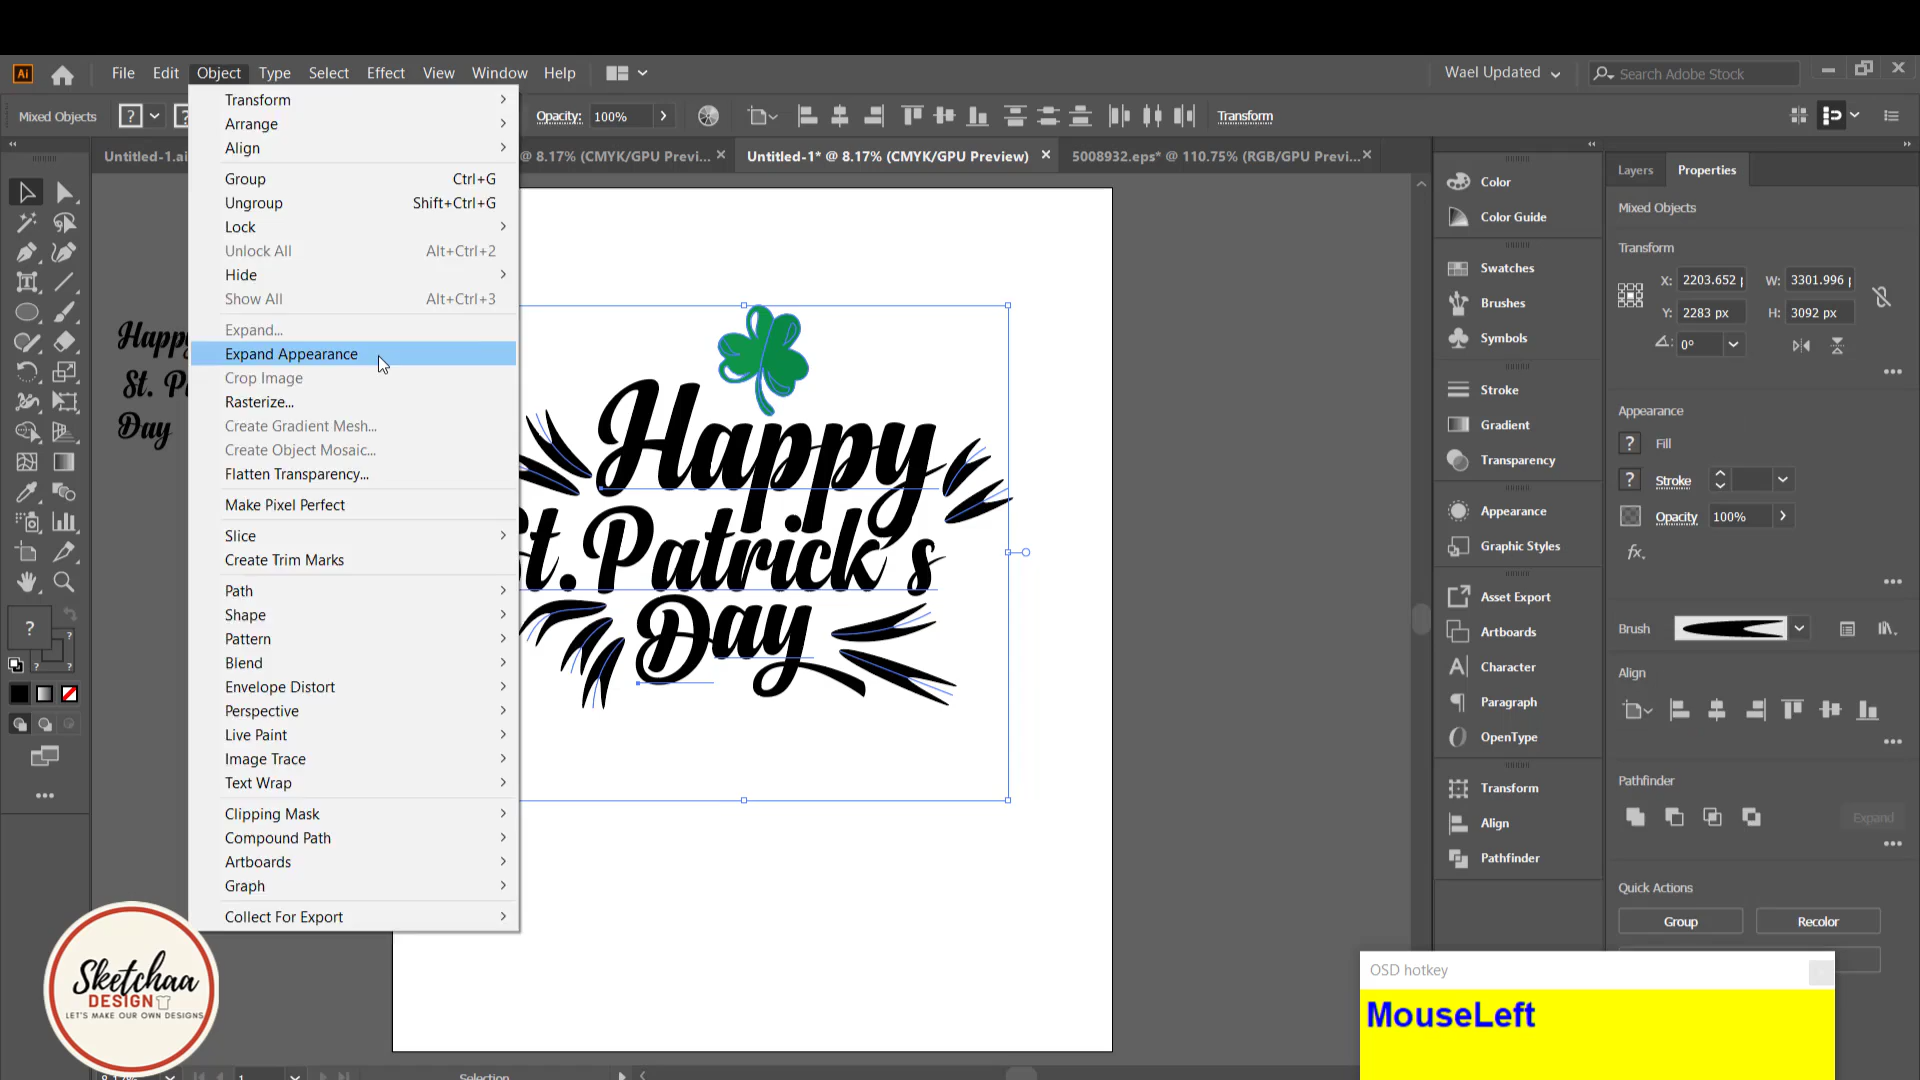 Ai File Edit Object Type Select Effect View Window Help Wael Updated Search Adobe Stock
Mixed Objects ? Opacity: 100% Transform
Untitled-1.ai @ 8.17% (CMYK/GPU Previ... Untitled-1* @ 8.17% (CMYK/GPU Preview) 5008932.eps* @ 110.75% (RGB/GPU Previ...
Transform
Arrange
Align
Group Ctrl+G
Ungroup Shift+Ctrl+G
Lock
Unlock All Alt+Ctrl+2
Hide
Show All Alt+Ctrl+3
Expand...
Expand Appearance
Crop Image
Rasterize...
Create Gradient Mesh...
Create Object Mosaic...
Flatten Transparency...
Make Pixel Perfect
Slice
Create Trim Marks
Path
Shape
Pattern
Blend
Envelope Distort
Perspective
Live Paint
Image Trace
Text Wrap
Clipping Mask
Compound Path
Artboards
Graph
Collect For Export
Happy
St. P
Day
Happy
t. Patrick's
Day
Color
Color Guide
Swatches
Brushes
Symbols
Stroke
Gradient
Transparency
Appearance
Graphic Styles
Asset Export
Artboards
Character
Paragraph
OpenType
Transform
Align
Pathfinder
Layers Properties
Mixed Objects
Transform
X: 2203.652 W: 3301.996
Y: 2283 px H: 3092 px
0°
Appearance
? Fill
? Stroke
Opacity 100%
fx.
Brush
Align
Pathfinder
Expand
Quick Actions
Group Recolor
Sketchaa
DESIGN
LET'S MAKE OUR OWN DESIGNS
8.17% 1 Selection
OSD hotkey
MouseLeft